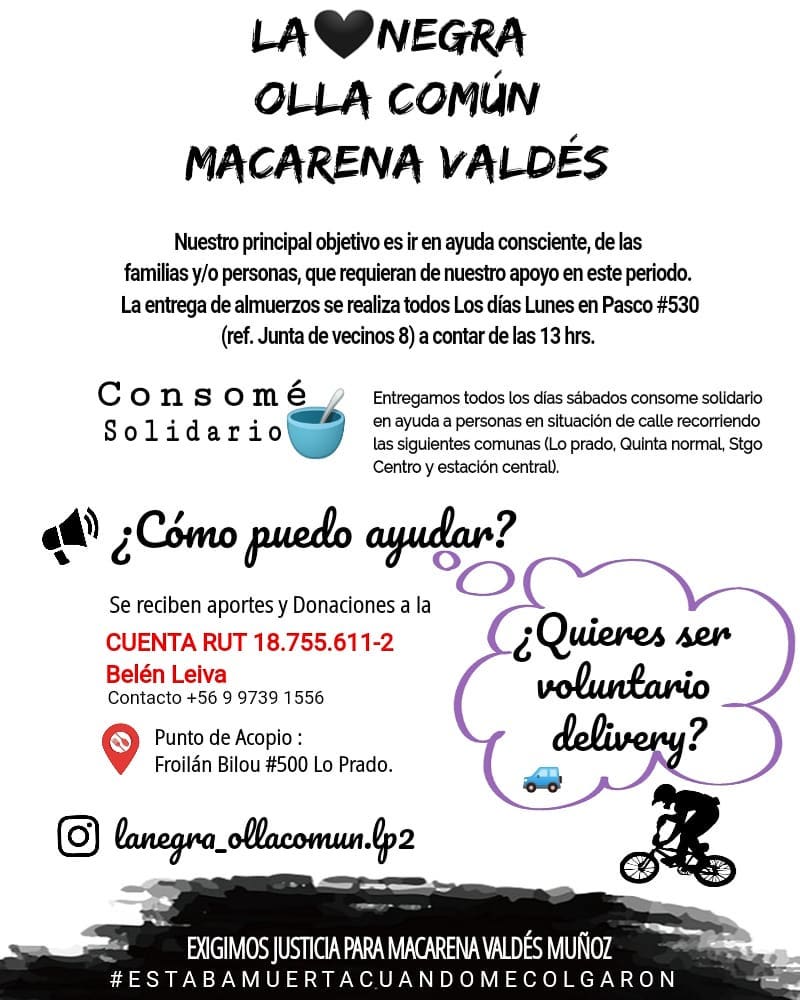 LA🖤NEGRA
OLLA COMÚN
MACARENA VALDÉS
Nuestro principal objetivo es ir en ayuda consciente, de las
familias y/o personas, que requieran de nuestro apoyo en este periodo.
La entrega de almuerzos se realiza todos Los días Lunes en Pasco #530
(ref. Junta de vecinos 8) a contar de las 13 hrs.
Consomé
Solidario
Entregamos todos los días sábados consome solidario
en ayuda a personas en situación de calle recorriendo
las siguientes comunas (Lo prado, Quinta normal, Stgo
Centro y estación central).
¿Cómo puedo ayudar?
Se reciben aportes y Donaciones a la
CUENTA RUT 18.755.611-2
Belén Leiva
Contacto +56 9 9739 1556
Punto de Acopio :
Froilán Bilou #500 Lo Prado.
¿Quieres ser
voluntario
delivery?
lanegra_ollacomun.lp2
EXIGIMOS JUSTICIA PARA MACARENA VALDÉS MUÑOZ
#ESTABAMUERTACUANDOMECOLGARON